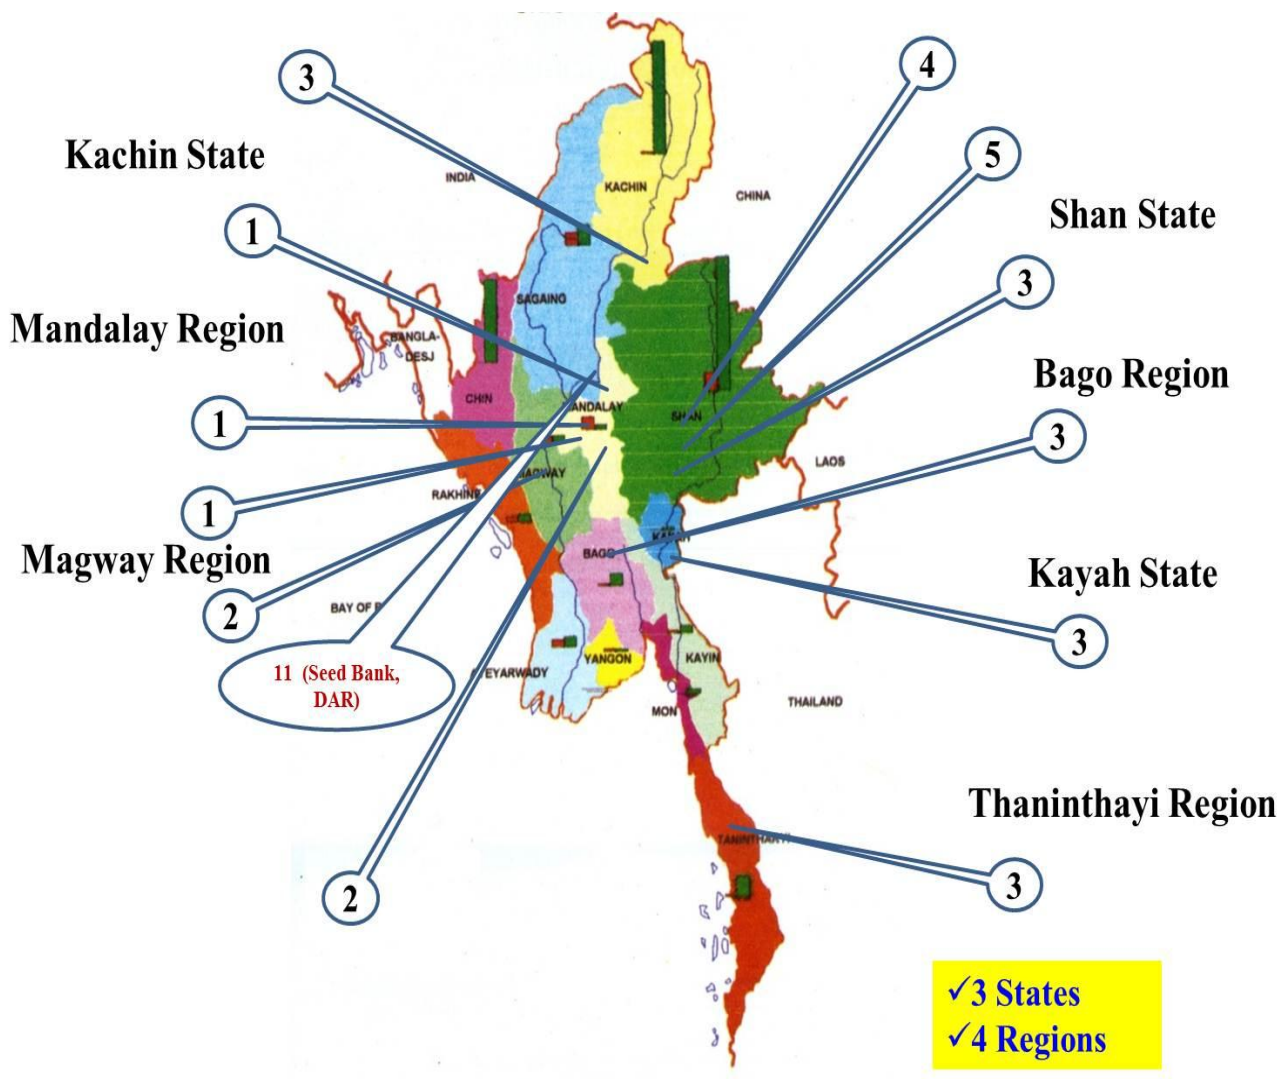 3
4
Kachin State
5
INDIA
KACHIN
CHINA
1
Shan State
3
SAGAING
Mandalay Region
BANGLA-
DESJ
Bago Region
CHIN
SHAN
1
3
LAOS
RAKHINE
1
Magway Region
BAGO
Kayah State
2
BAY OF
3
YANGON
KAYIN
11 (Seed Bank,
DAR)
EYARWADY
MON
THAILAND
Thaninthayi Region
TANINTHARYI
2
3
✓3 States
✓4 Regions